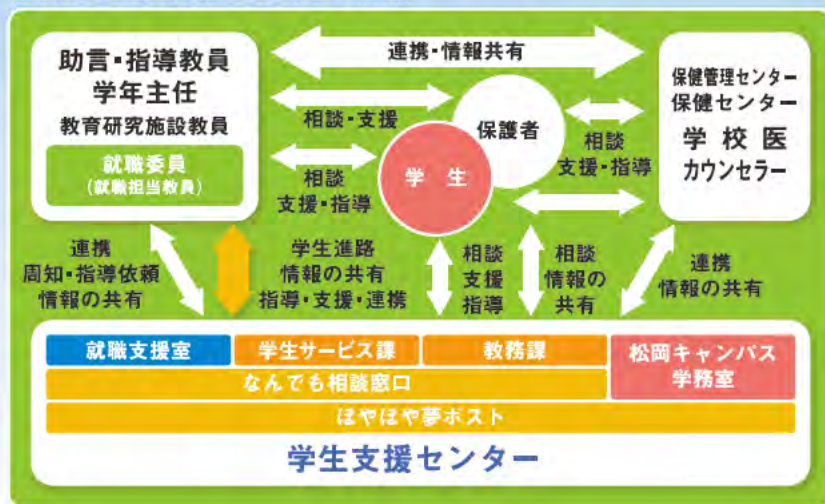 助言・指導教員
学年主任
教育研究施設教員
就職委員
(就職担当教員)
連携・情報共有
保健管理センター
保健センター
学校医
カウンセラー
相談・支援
保護者
学生
相談
支援・指導
相談
支援・指導
連携
周知・指導依頼
情報の共有
学生進路
情報の共有
指導・支援・連携
相談
支援
指導
相談
情報の
共有
連携
情報の共有
就職支援室
学生サービス課
教務課
松岡キャンパス
学務室
なんでも相談窓口
ほやほや夢ポスト
学生支援センター